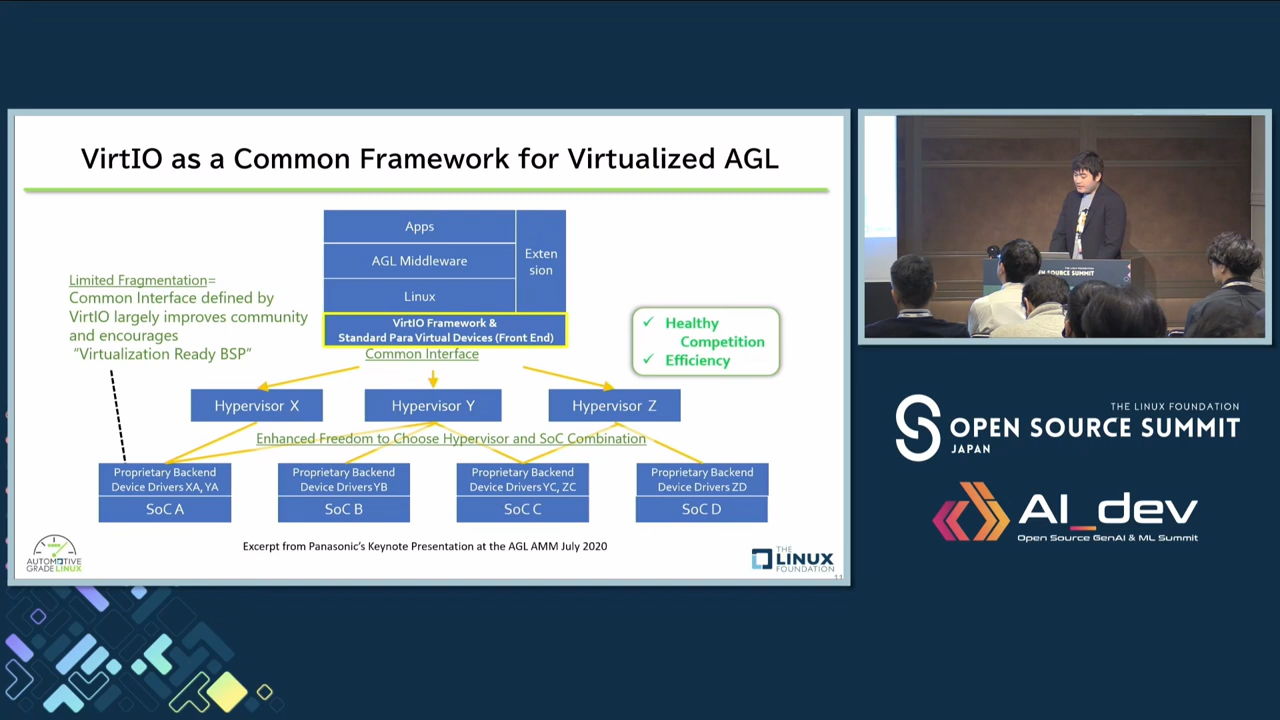 VirtIO as a Common Framework for Virtualized AGL
Apps
AGL Middleware
Linux
Exten
sion
VirtIO Framework &
Standard Para Virtual Devices (Front End)
Common Interface
Limited Fragmentation=
Common Interface defined by
VirtIO largely improves community
and encourages
“Virtualization Ready BSP”
✓ Healthy
Competition
✓ Efficiency
Hypervisor X
Hypervisor Y
Hypervisor Z
Enhanced Freedom to Choose Hypervisor and SoC Combination
Proprietary Backend
Device Drivers XA, YA
SoC A
Proprietary Backend
Device Drivers YB
SoC B
Proprietary Backend
Device Drivers YC, ZC
SoC C
Proprietary Backend
Device Drivers ZD
SoC D
Excerpt from Panasonic’s Keynote Presentation at the AGL AMM July 2020
AUTOMOTIVE
GRADE LINUX
THE
LINUX
FOUNDATION
11
OPEN SOURCE SUMMIT
THE LINUX FOUNDATION
OPEN SOURCE SUMMIT
JAPAN
AI_dev
Open Source GenAI & ML Summit